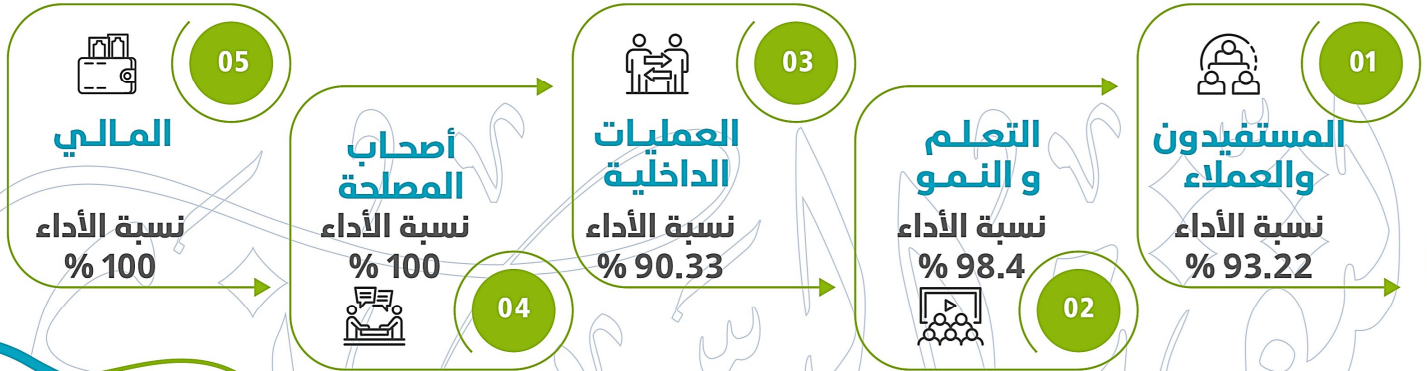 01
المستفيدون
والعملاء
نسبة الأداء
93.22 %
التعلم
و النمو
نسبة الأداء
98.4 %
02
03
العمليات
الداخلية
نسبة الأداء
90.33 %
أصحاب
المصلحة
نسبة الأداء
100 %
04
05
المالي
نسبة الأداء
100 %